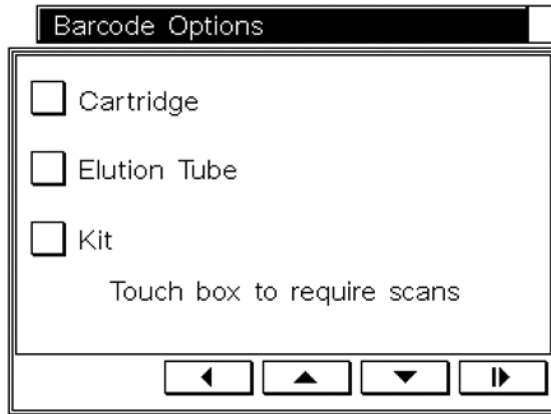 Barcode Options
Cartridge
Elution Tube
Kit
Touch box to require scans